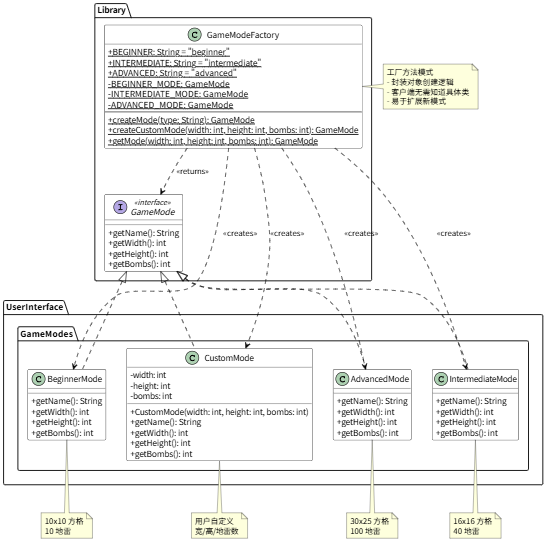 Library
GameModeFactory
+BEGINNER: String = "beginner"
+INTERMEDIATE: String = "intermediate"
+ADVANCED: String = "advanced"
-BEGINNER_MODE: GameMode
-INTERMEDIATE_MODE: GameMode
-ADVANCED_MODE: GameMode
+createMode(type: String): GameMode
+createCustomMode(width: int, height: int, bombs: int): GameMode
+getMode(width: int, height: int, bombs: int): GameMode
工厂方法模式
- 封装对象创建逻辑
- 客户端无需知道具体类
- 易于扩展新模式
«returns»
«interface»
GameMode
+getName(): String
+getWidth(): int
+getHeight(): int
+getBombs(): int
«creates»
«creates»
«creates»
«creates»
UserInterface
GameModes
BeginnerMode
+getName(): String
+getWidth(): int
+getHeight(): int
+getBombs(): int
CustomMode
-width: int
-height: int
-bombs: int
+CustomMode(width: int, height: int, bombs: int)
+getName(): String
+getWidth(): int
+getHeight(): int
+getBombs(): int
AdvancedMode
+getName(): String
+getWidth(): int
+getHeight(): int
+getBombs(): int
IntermediateMode
+getName(): String
+getWidth(): int
+getHeight(): int
+getBombs(): int
10x10 方格
10 地雷
用户自定义
宽/高/地雷数
30x25 方格
100 地雷
16x16 方格
40 地雷